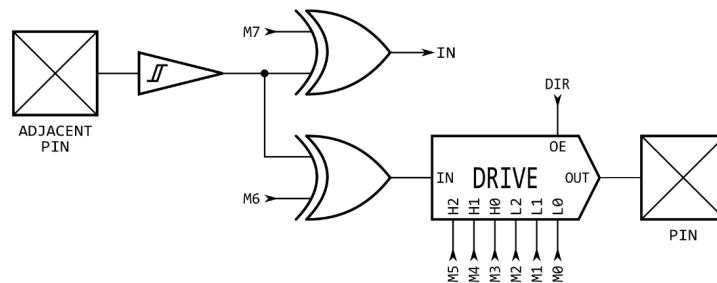 M7
IN
ADJACENT
PIN
DIR
OE
M6
IN
DRIVE
OUT
H2
H1
H0
L2
L1
L0
PIN
M5
M4
M3
M2
M1
M0